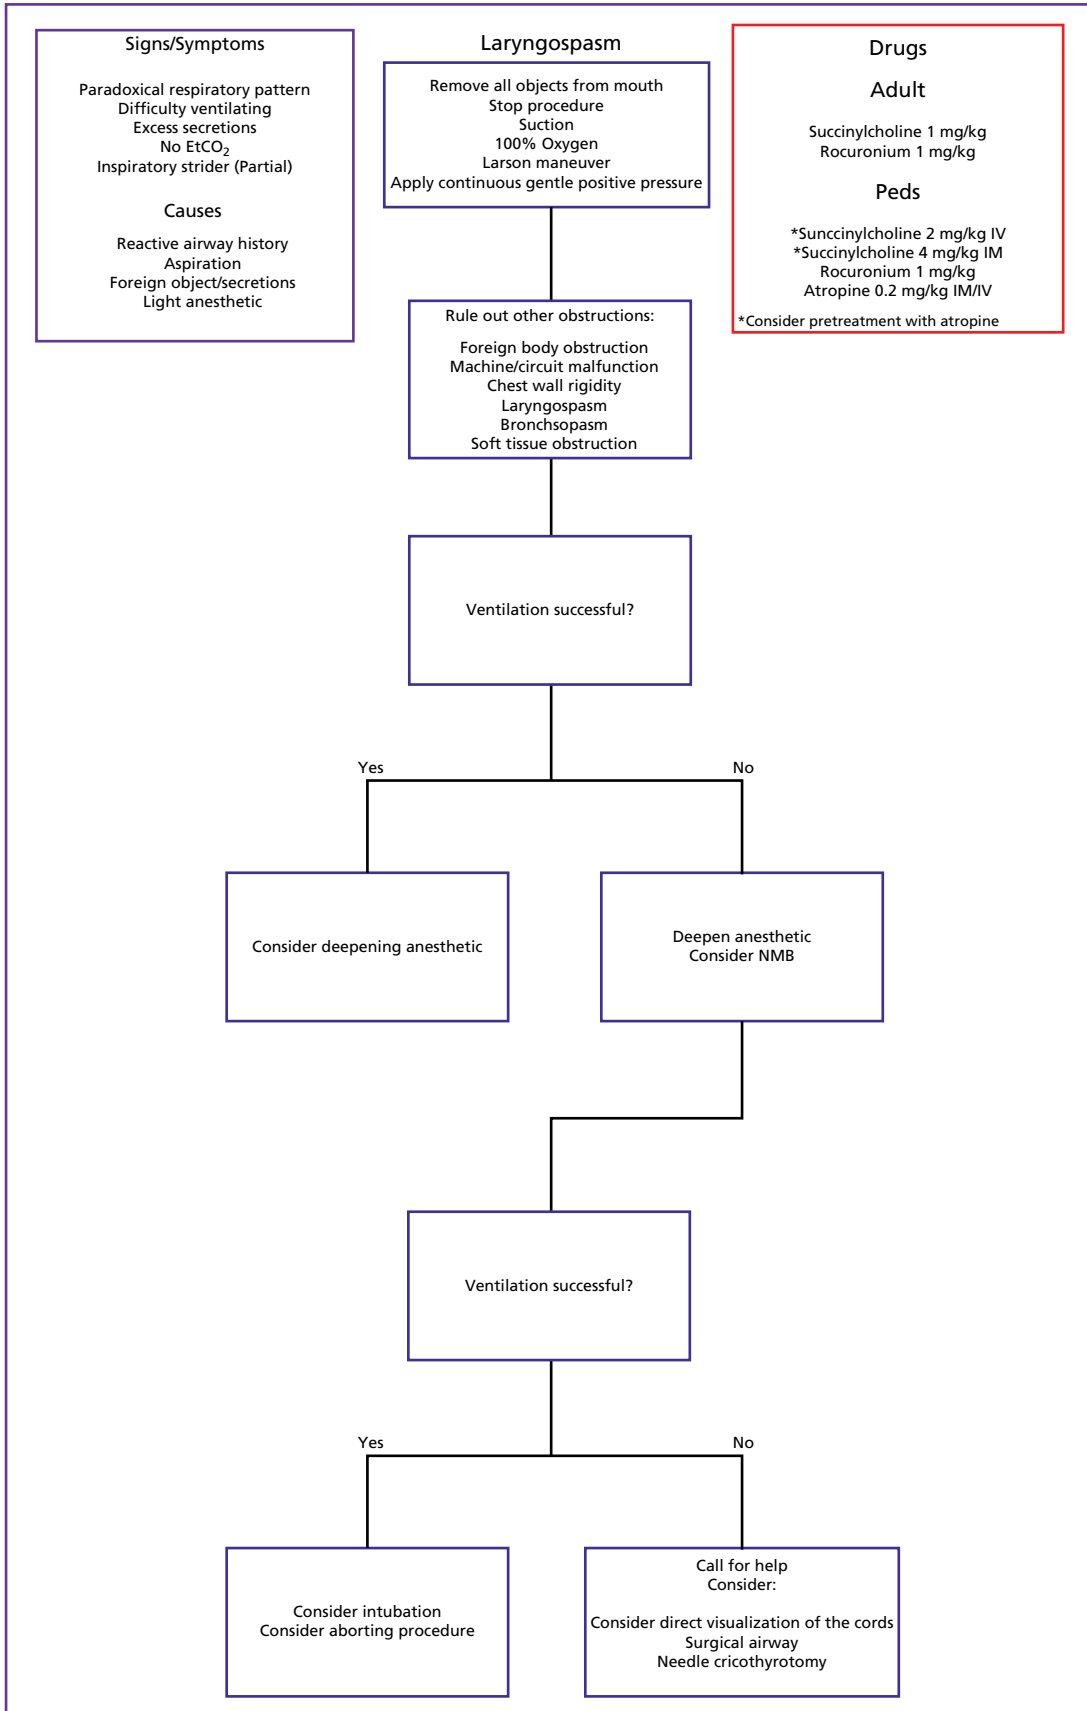 Signs/Symptoms
Paradoxical respiratory pattern
Difficulty ventilating
Excess secretions
No EtCO₂
Inspiratory strider (Partial)
Causes
Reactive airway history
Aspiration
Foreign object/secretions
Light anesthetic
Laryngospasm
Remove all objects from mouth
Stop procedure
Suction
100% Oxygen
Larson maneuver
Apply continuous gentle positive pressure
Drugs
Adult
Succinylcholine 1 mg/kg
Rocuronium 1 mg/kg
Peds
*Sunccinylcholine 2 mg/kg IV
*Succinylcholine 4 mg/kg IM
Rocuronium 1 mg/kg
Atropine 0.2 mg/kg IM/IV
*Consider pretreatment with atropine
Rule out other obstructions:
Foreign body obstruction
Machine/circuit malfunction
Chest wall rigidity
Laryngospasm
Bronchsopasm
Soft tissue obstruction
Ventilation successful?
Yes
No
Consider deepening anesthetic
Deepen anesthetic
Consider NMB
Ventilation successful?
Yes
No
Consider intubation
Consider aborting procedure
Call for help
Consider:
Consider direct visualization of the cords
Surgical airway
Needle cricothyrotomy